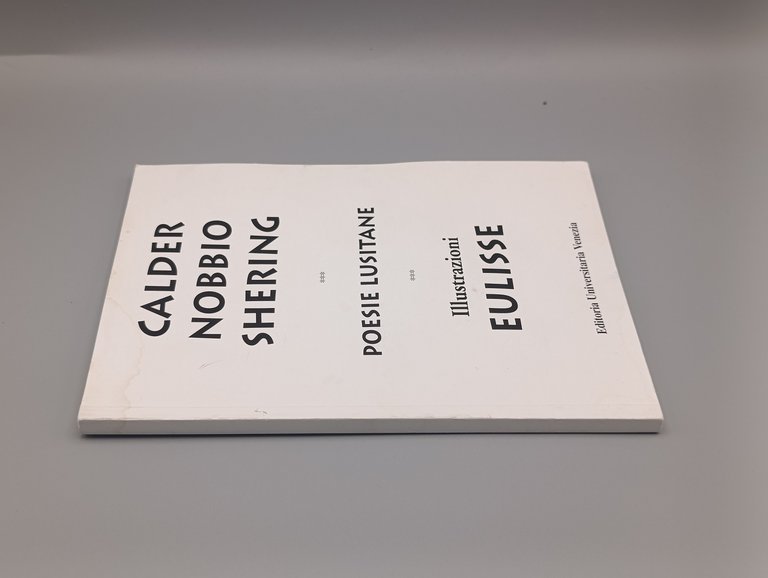 CALDER
NOBBIO
SHERING
***
POESIE LUSITANE
***
Illustrazioni
EULISSE
Editoria Universitaria Venezia